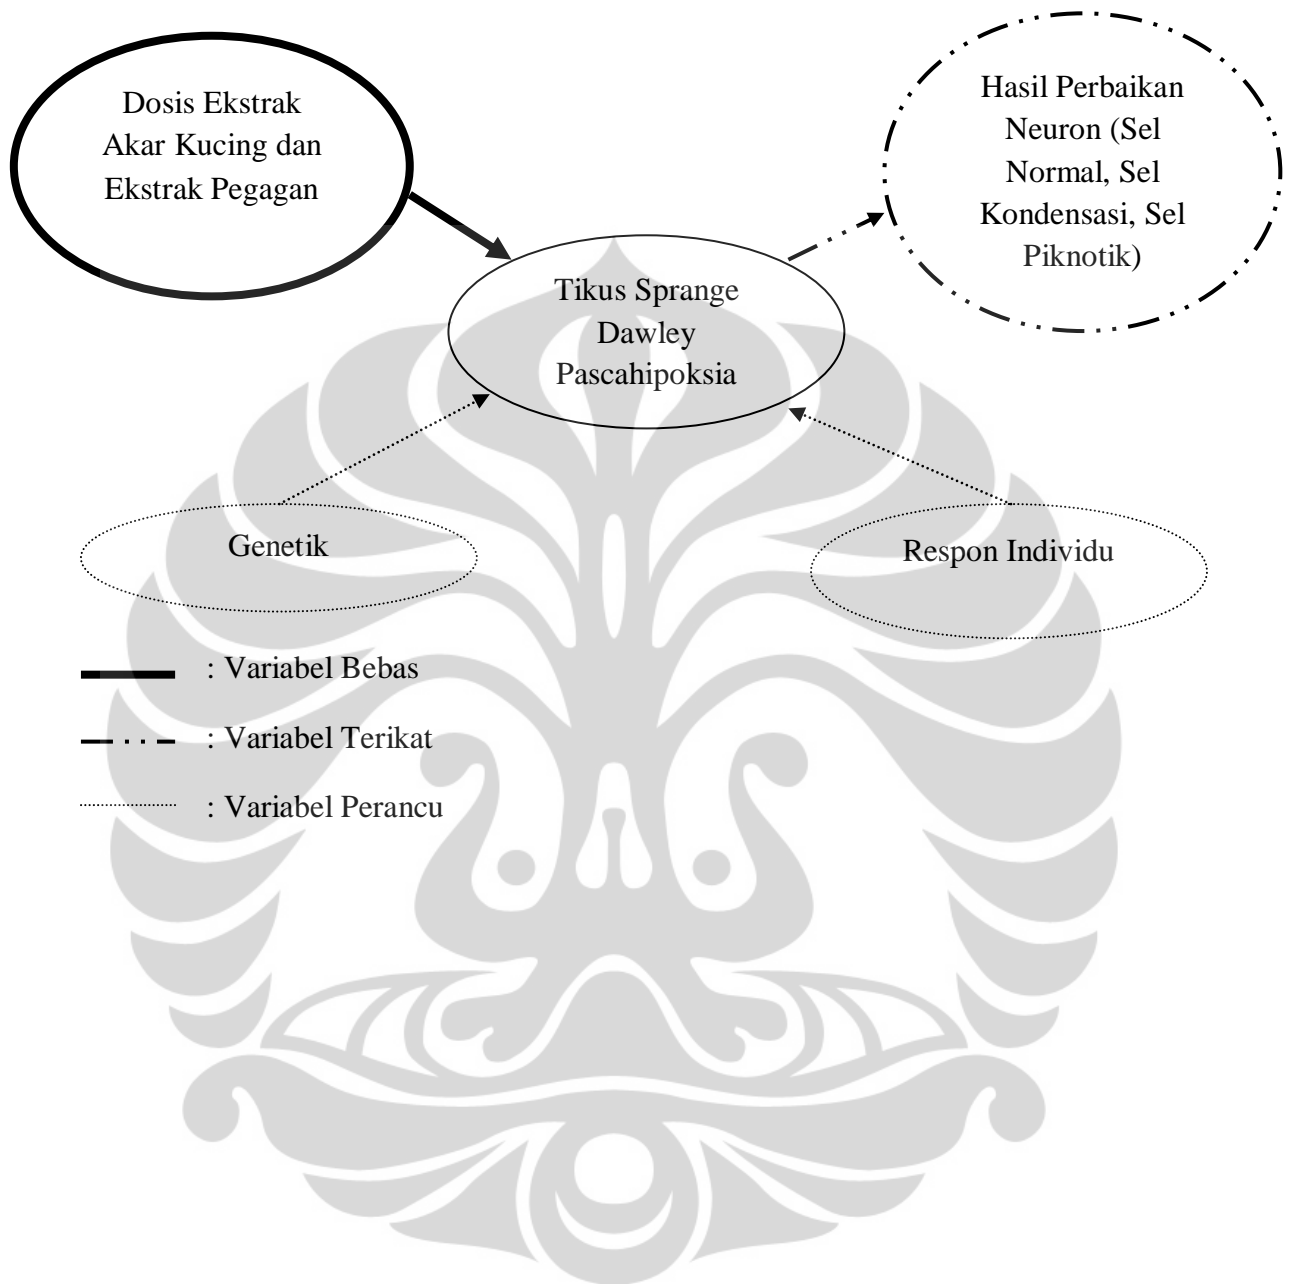 Dosis Ekstrak
Akar Kucing dan
Ekstrak Pegagan
Hasil Perbaikan
Neuron (Sel
Normal, Sel
Kondensasi, Sel
Piknotik)
Tikus Sprange
Dawley
Pascahipoksia
Genetik
Respon Individu
: Variabel Bebas
: Variabel Terikat
: Variabel Perancu